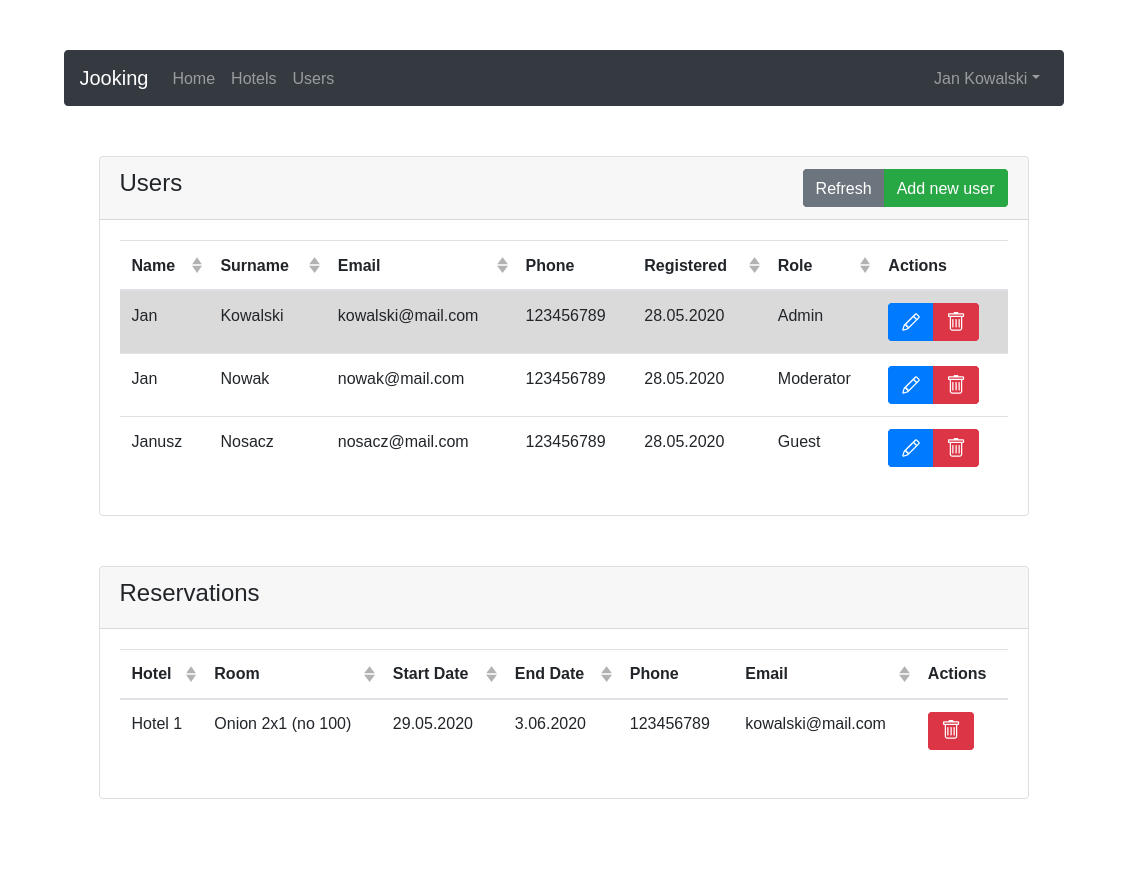 Jooking Home Hotels Users Jan Kowalski
Users Refresh Add new user
Name Surname Email Phone Registered Role Actions
Jan Kowalski kowalski@mail.com 123456789 28.05.2020 Admin
Jan Nowak nowak@mail.com 123456789 28.05.2020 Moderator
Janusz Nosacz nosacz@mail.com 123456789 28.05.2020 Guest
Reservations
Hotel Room Start Date End Date Phone Email Actions
Hotel 1 Onion 2x1 (no 100) 29.05.2020 3.06.2020 123456789 kowalski@mail.com